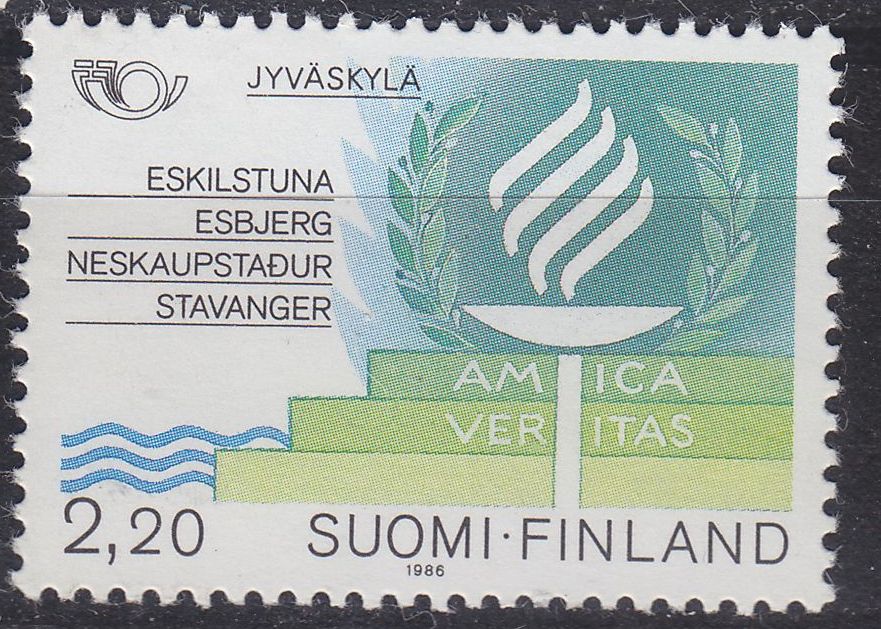 JYVÄSKYLÄ
ESKILSTUNA
ESBJERG
NESKAUPSTAÐUR
STAVANGER
AMICA
VERITAS
2,20 SUOMI·FINLAND
1986